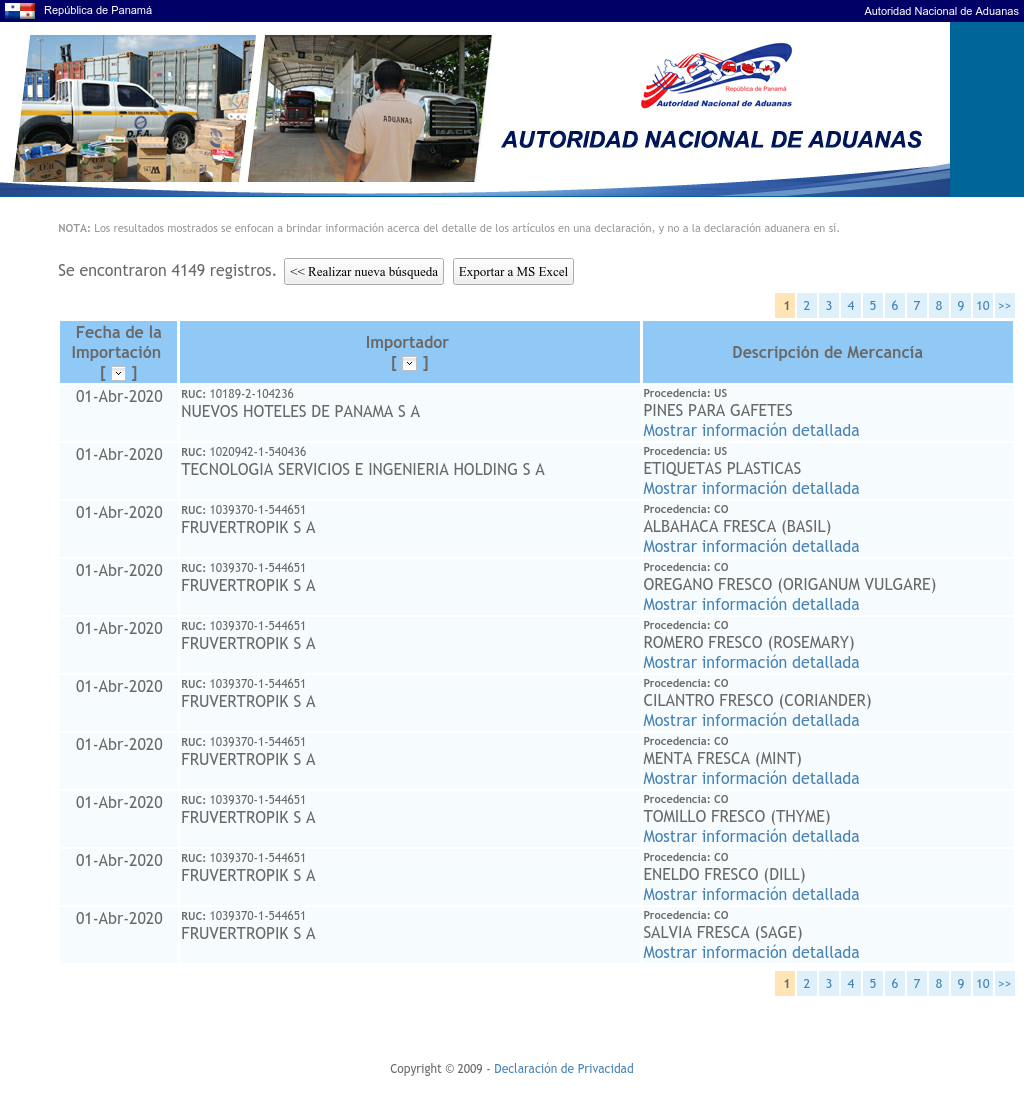 República de Panamá
Autoridad Nacional de Aduanas
D.F.A.
ADUANAS
República de Panamá
Autoridad Nacional de Aduanas
AUTORIDAD NACIONAL DE ADUANAS
NOTA: Los resultados mostrados se enfocan a brindar información acerca del detalle de los artículos en una declaración, y no a la declaración aduanera en sí.
Se encontraron 4149 registros. << Realizar nueva búsqueda Exportar a MS Excel
1 2 3 4 5 6 7 8 9 10 >>
Fecha de la
Importación
[ ]
Importador
[ ]
Descripción de Mercancía
01-Abr-2020
RUC: 10189-2-104236
NUEVOS HOTELES DE PANAMA S A
Procedencia: US
PINES PARA GAFETES
Mostrar información detallada
01-Abr-2020
RUC: 1020942-1-540436
TECNOLOGIA SERVICIOS E INGENIERIA HOLDING S A
Procedencia: US
ETIQUETAS PLASTICAS
Mostrar información detallada
01-Abr-2020
RUC: 1039370-1-544651
FRUVERTROPIK S A
Procedencia: CO
ALBAHACA FRESCA (BASIL)
Mostrar información detallada
01-Abr-2020
RUC: 1039370-1-544651
FRUVERTROPIK S A
Procedencia: CO
OREGANO FRESCO (ORIGANUM VULGARE)
Mostrar información detallada
01-Abr-2020
RUC: 1039370-1-544651
FRUVERTROPIK S A
Procedencia: CO
ROMERO FRESCO (ROSEMARY)
Mostrar información detallada
01-Abr-2020
RUC: 1039370-1-544651
FRUVERTROPIK S A
Procedencia: CO
CILANTRO FRESCO (CORIANDER)
Mostrar información detallada
01-Abr-2020
RUC: 1039370-1-544651
FRUVERTROPIK S A
Procedencia: CO
MENTA FRESCA (MINT)
Mostrar información detallada
01-Abr-2020
RUC: 1039370-1-544651
FRUVERTROPIK S A
Procedencia: CO
TOMILLO FRESCO (THYME)
Mostrar información detallada
01-Abr-2020
RUC: 1039370-1-544651
FRUVERTROPIK S A
Procedencia: CO
ENELDO FRESCO (DILL)
Mostrar información detallada
01-Abr-2020
RUC: 1039370-1-544651
FRUVERTROPIK S A
Procedencia: CO
SALVIA FRESCA (SAGE)
Mostrar información detallada
1 2 3 4 5 6 7 8 9 10 >>
Copyright © 2009 - Declaración de Privacidad